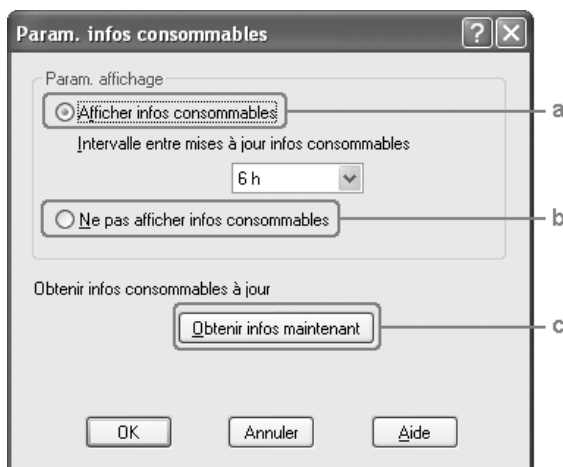 Param. infos consommables
Param. affichage
Afficher infos consommables
a
Intervalle entre mises à jour infos consommables
6 h
Ne pas afficher infos consommables
b
Obtenir infos consommables à jour
Obtenir infos maintenant
c
OK
Annuler
Aide